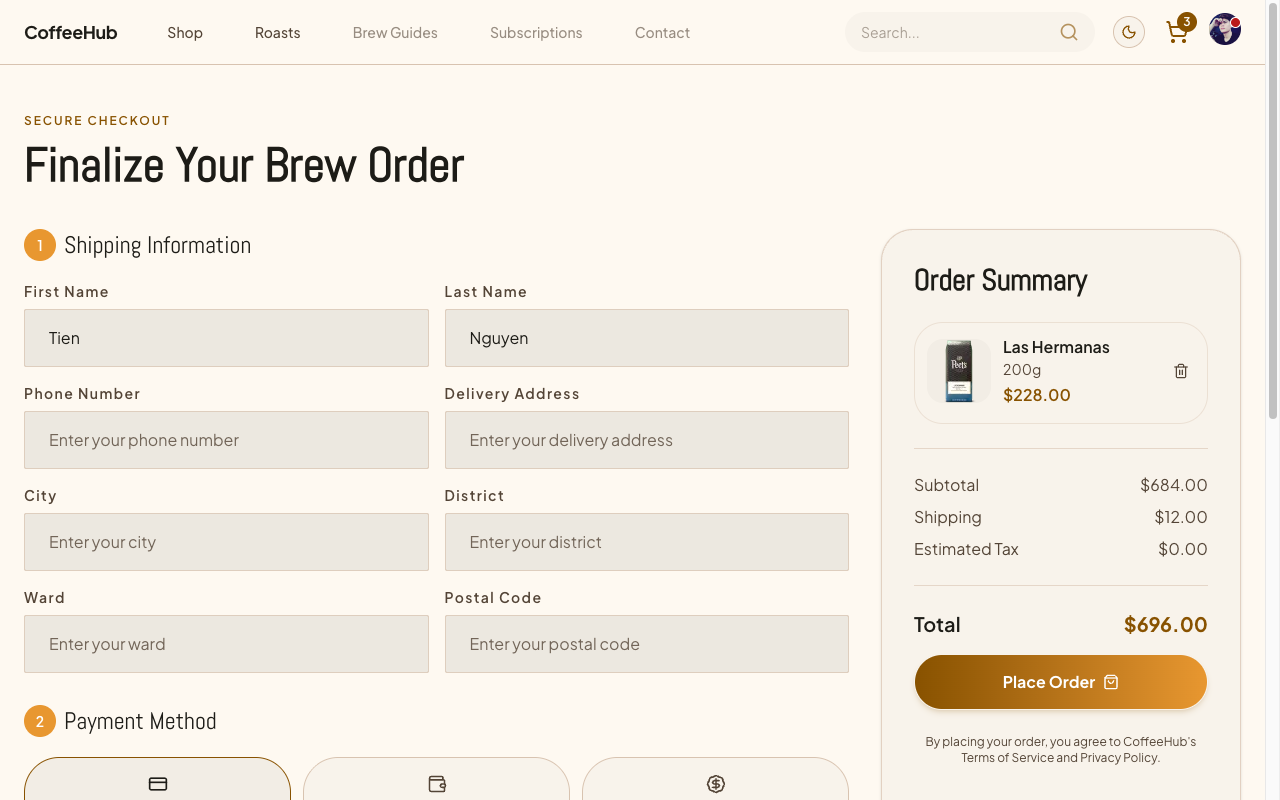 CoffeeHub
Shop
Roasts
Brew Guides
Subscriptions
Contact
Search...
3
SECURE CHECKOUT
Finalize Your Brew Order
1 Shipping Information
First Name
Last Name
Tien
Nguyen
Phone Number
Delivery Address
Enter your phone number
Enter your delivery address
City
District
Enter your city
Enter your district
Ward
Postal Code
Enter your ward
Enter your postal code
2 Payment Method
Order Summary
Peet's
Las Hermanas
200g
$228.00
Subtotal $684.00
Shipping $12.00
Estimated Tax $0.00
Total $696.00
Place Order
By placing your order, you agree to CoffeeHub's
Terms of Service and Privacy Policy.